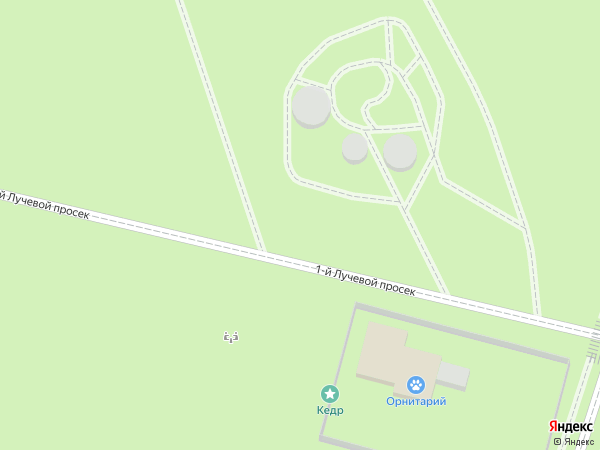 й Лучевой просек
1-й Лучевой просек
Орнитарий
Кедр
Яндекс
© Яндекс